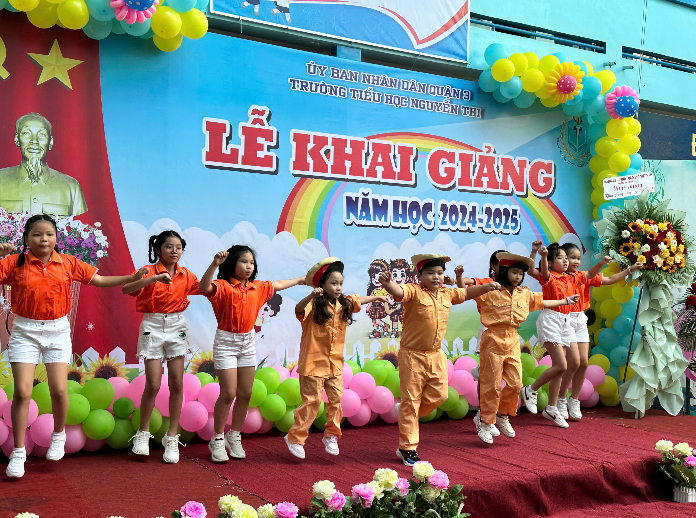 ỦY BAN NHÂN DÂN QUẬN 3
TRƯỜNG TIỂU HỌC NGUYỄN THI
LỄ KHAI GIẢNG
NĂM HỌC 2024-2025